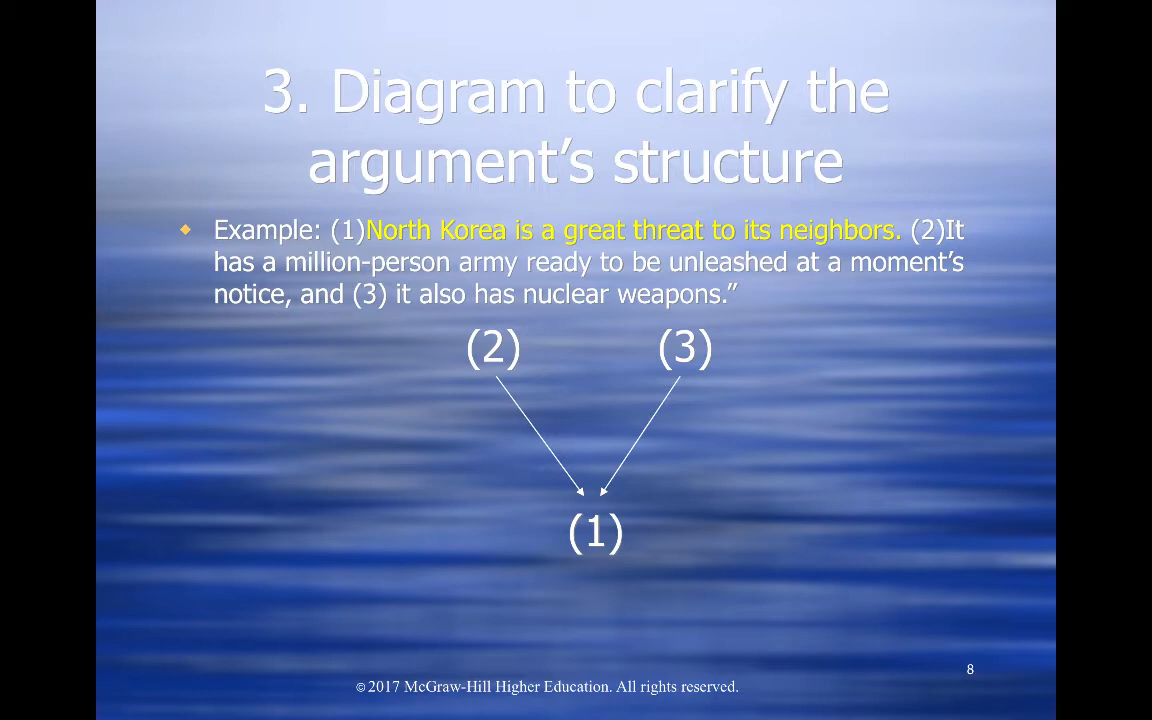 3. Diagram to clarify the
argument’s structure
Example: (1)North Korea is a great threat to its neighbors. (2)It
has a million-person army ready to be unleashed at a moment’s
notice, and (3) it also has nuclear weapons.”
(2) (3)
(1)
8
© 2017 McGraw-Hill Higher Education. All rights reserved.